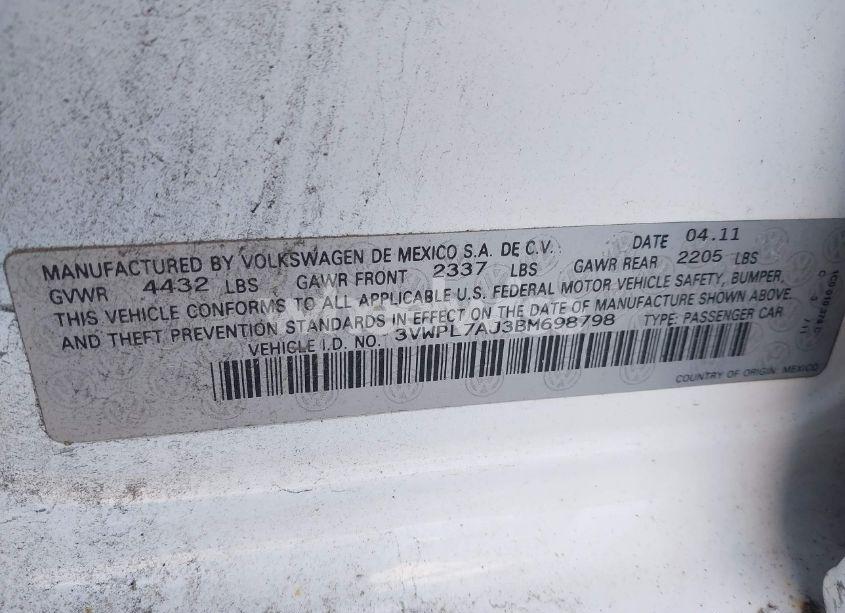 MANUFACTURED BY VOLKSWAGEN DE MEXICO S.A. DE C.V. DATE 04.11
GVWR 4432 LBS GAWR FRONT 2337 LBS GAWR REAR 2205 LBS
THIS VEHICLE CONFORMS TO ALL APPLICABLE U.S. FEDERAL MOTOR VEHICLE SAFETY, BUMPER,
AND THEFT PREVENTION STANDARDS IN EFFECT ON THE DATE OF MANUFACTURE SHOWN ABOVE.
VEHICLE I.D. NO. 3VWPL7AJ3BM698798 TYPE: PASSENGER CAR
COUNTRY OF ORIGIN: MEXICO